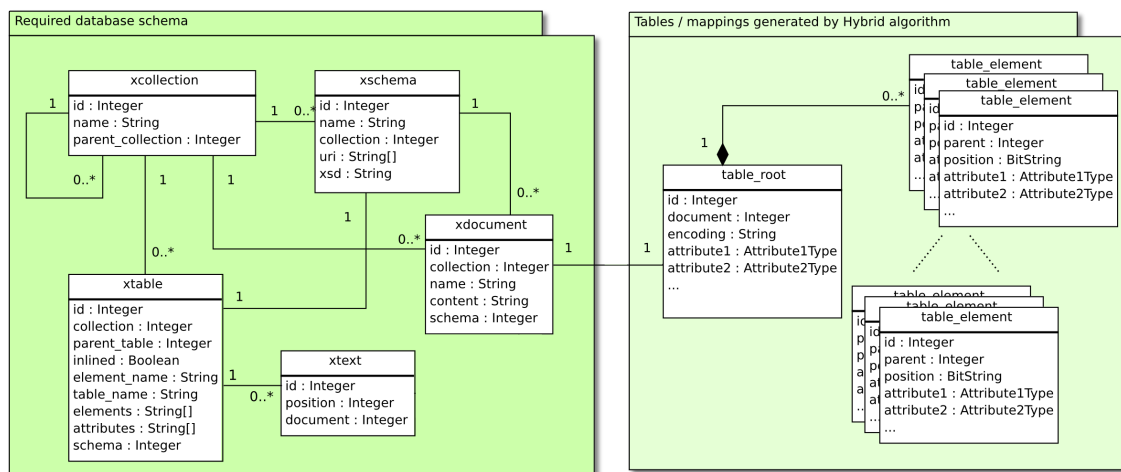 Required database schema
xcollection
id : Integer
name : String
parent_collection : Integer
1
0..*
1
0..*
1
1
xschema
id : Integer
name : String
collection : Integer
uri : String[]
xsd : String
1
0..*
1
0..*
0..*
xdocument
id : Integer
collection : Integer
name : String
content : String
schema : Integer
1
xtable
id : Integer
collection : Integer
parent_table : Integer
inlined : Boolean
element_name : String
table_name : String
elements : String[]
attributes : String[]
schema : Integer
1
1
0..*
xtext
id : Integer
position : Integer
document : Integer
Tables / mappings generated by Hybrid algorithm
1
table_root
id : Integer
document : Integer
encoding : String
attribute1 : Attribute1Type
attribute2 : Attribute2Type
...
1
0..*
table_element
table_element
table_element
id : Integer
parent : Integer
position : BitString
attribute1 : Attribute1Type
attribute2 : Attribute2Type
...
table_element
table_element
table_element
id : Integer
parent : Integer
position : BitString
attribute1 : Attribute1Type
attribute2 : Attribute2Type
...